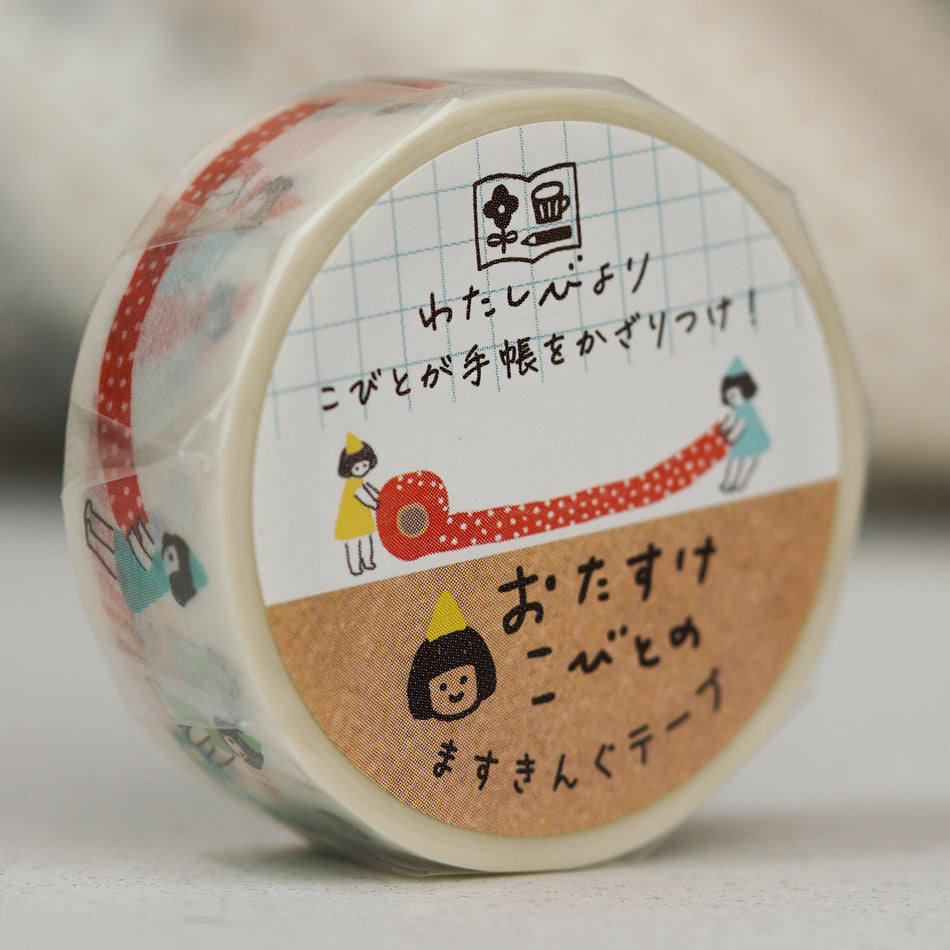 わたしびより
こびとが手帳をかざりつけ！
おたすけ
こびとの
ますきんぐテープ